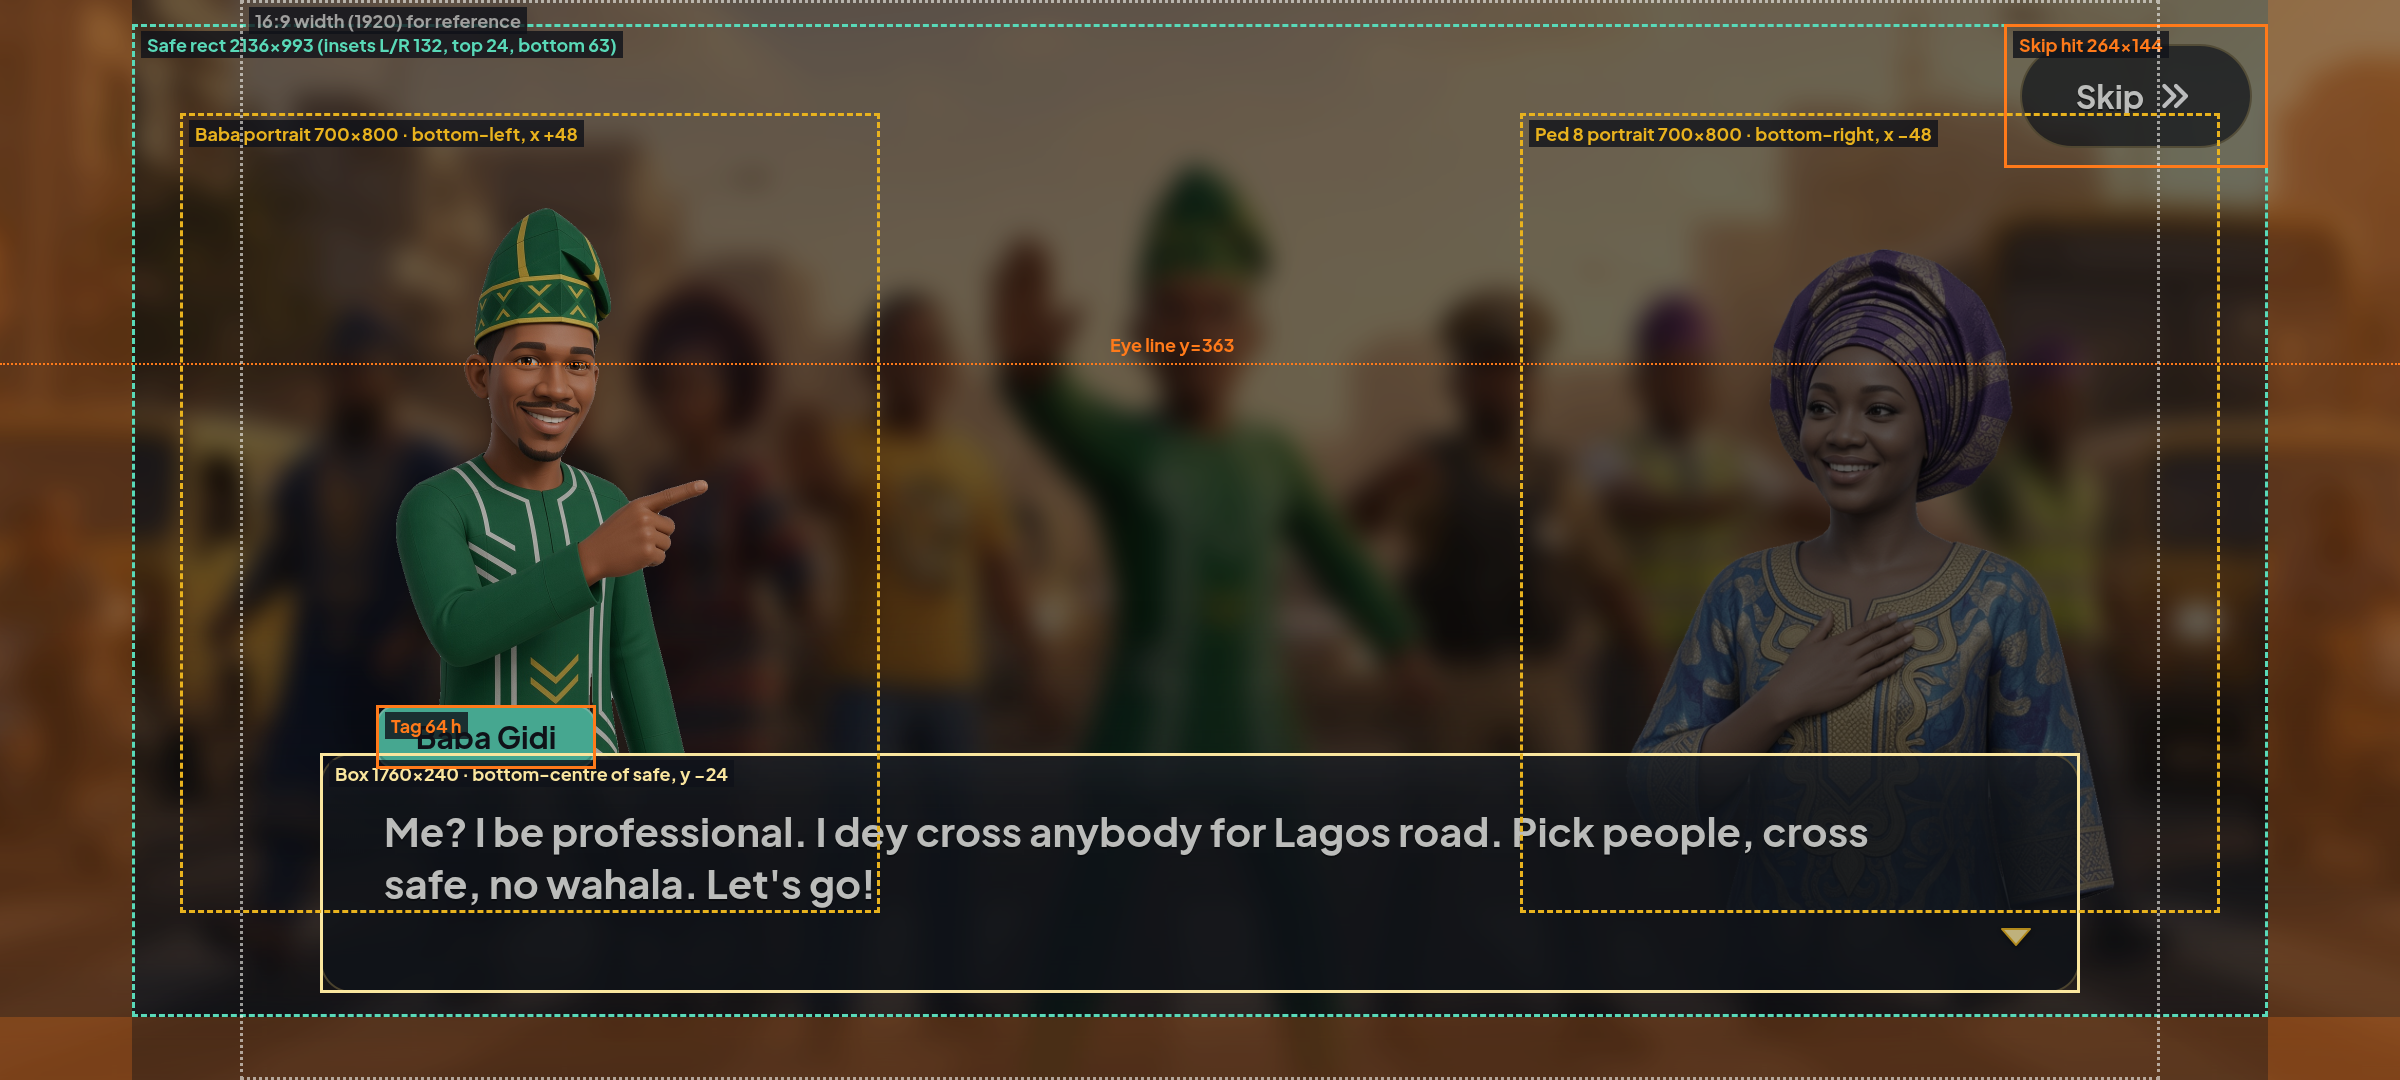 16:9 width (1920) for reference
Safe rect 2136×993 (insets L/R 132, top 24, bottom 63)
Skip hit 264×144
Skip
Baba portrait 700×800 · bottom-left, x +48
Ped 8 portrait 700×800 · bottom-right, x −48
Eye line y=363
Tag 64 h
Baba Gidi
Box 1760×240 · bottom-centre of safe, y −24
Me? I be professional. I dey cross anybody for Lagos road. Pick people, cross
safe, no wahala. Let's go!